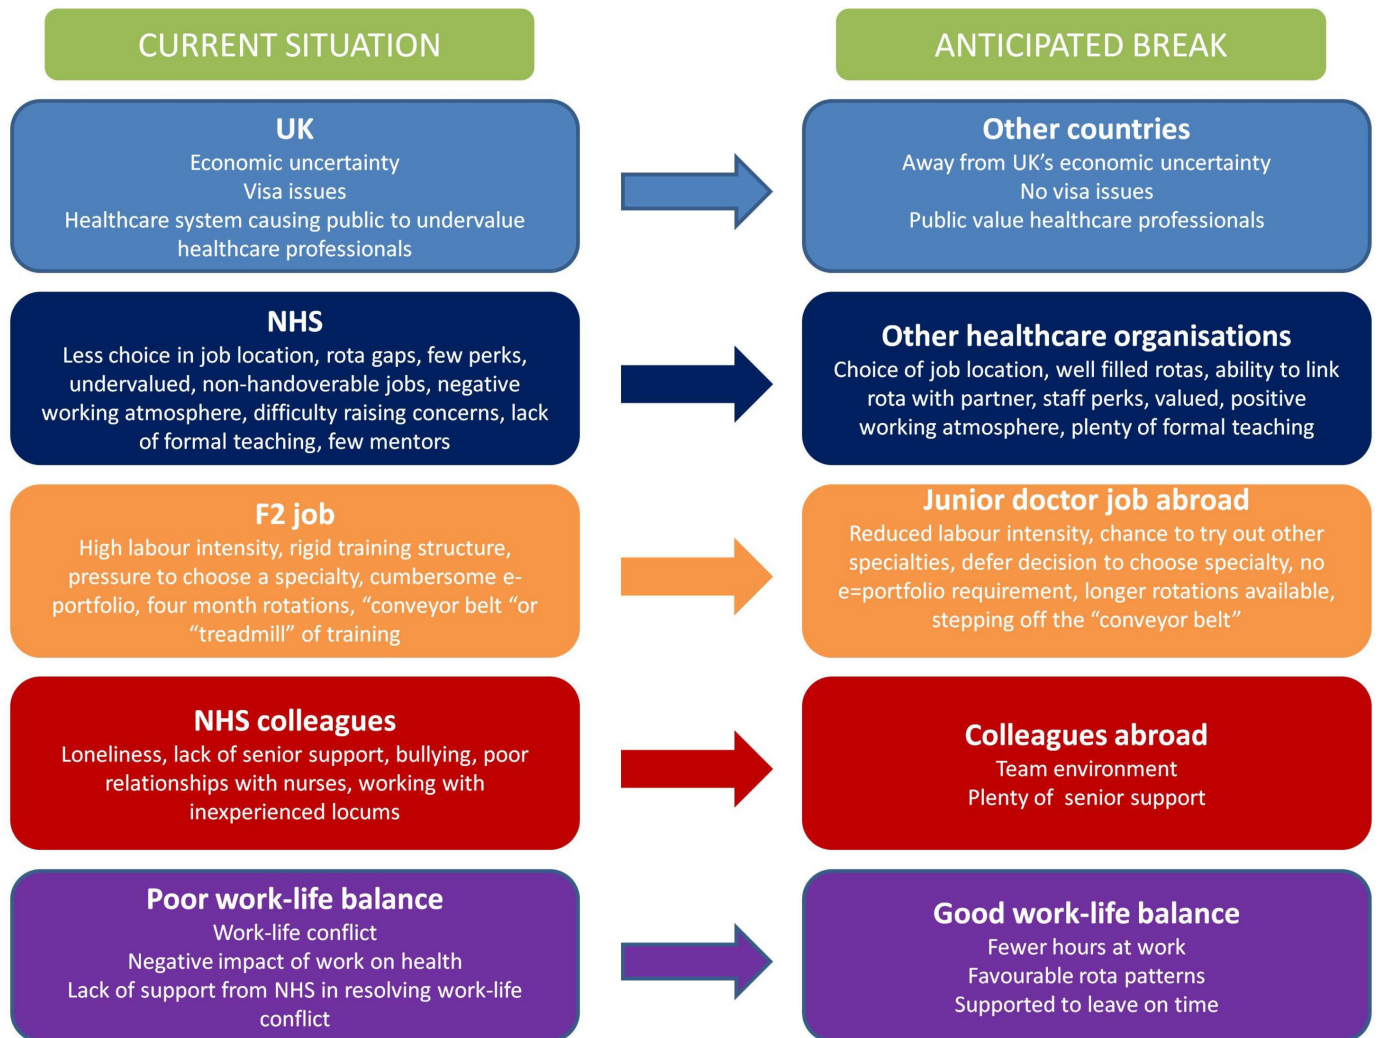 CURRENT SITUATION
ANTICIPATED BREAK
UK
Economic uncertainty
Visa issues
Healthcare system causing public to undervalue
healthcare professionals
Other countries
Away from UK's economic uncertainty
No visa issues
Public value healthcare professionals
NHS
Less choice in job location, rota gaps, few perks,
undervalued, non-handoverable jobs, negative
working atmosphere, difficulty raising concerns, lack
of formal teaching, few mentors
Other healthcare organisations
Choice of job location, well filled rotas, ability to link
rota with partner, staff perks, valued, positive
working atmosphere, plenty of formal teaching
F2 job
High labour intensity, rigid training structure,
pressure to choose a specialty, cumbersome e-
portfolio, four month rotations, "conveyor belt "or
"treadmill" of training
Junior doctor job abroad
Reduced labour intensity, chance to try out other
specialties, defer decision to choose specialty, no
e=portfolio requirement, longer rotations available,
stepping off the "conveyor belt"
NHS colleagues
Loneliness, lack of senior support, bullying, poor
relationships with nurses, working with
inexperienced locums
Colleagues abroad
Team environment
Plenty of senior support
Poor work-life balance
Work-life conflict
Negative impact of work on health
Lack of support from NHS in resolving work-life
conflict
Good work-life balance
Fewer hours at work
Favourable rota patterns
Supported to leave on time